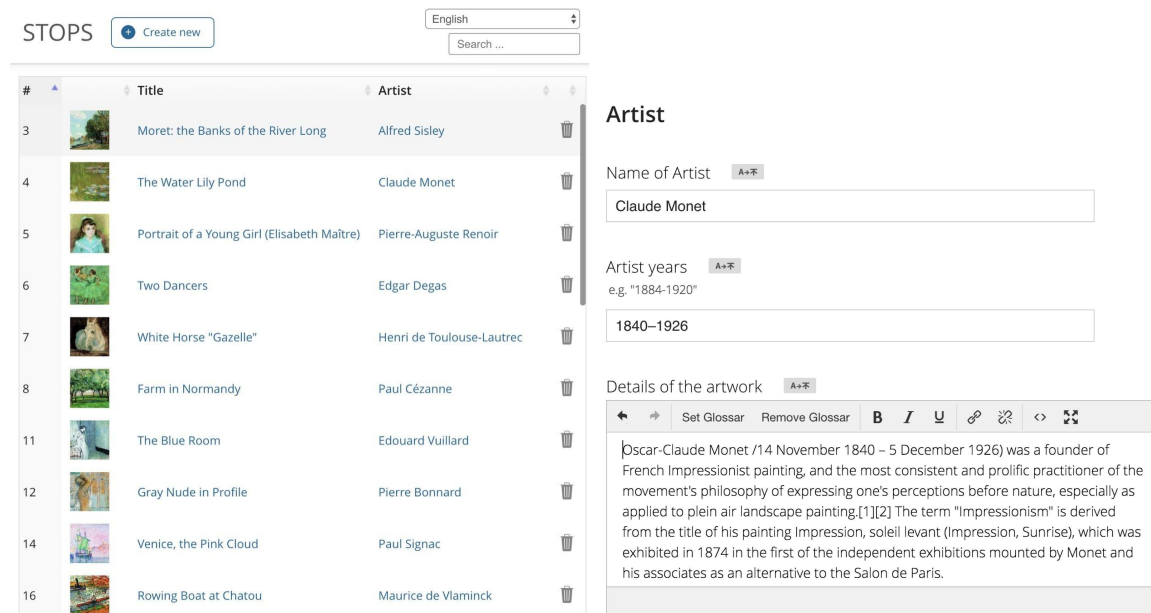 STOPS
Create new
English
Search ...
# Title Artist
3 Moret: the Banks of the River Long Alfred Sisley
4 The Water Lily Pond Claude Monet
5 Portrait of a Young Girl (Elisabeth Maître) Pierre-Auguste Renoir
6 Two Dancers Edgar Degas
7 White Horse "Gazelle" Henri de Toulouse-Lautrec
8 Farm in Normandy Paul Cézanne
11 The Blue Room Edouard Vuillard
12 Gray Nude in Profile Pierre Bonnard
14 Venice, the Pink Cloud Paul Signac
16 Rowing Boat at Chatou Maurice de Vlaminck
Artist
Name of Artist
Claude Monet
Artist years
e.g. "1884-1920"
1840–1926
Details of the artwork
Set Glossar Remove Glossar B I U
Oscar-Claude Monet /14 November 1840 – 5 December 1926) was a founder of
French Impressionist painting, and the most consistent and prolific practitioner of the
movement's philosophy of expressing one's perceptions before nature, especially as
applied to plein air landscape painting.[1][2] The term "Impressionism" is derived
from the title of his painting Impression, soleil levant (Impression, Sunrise), which was
exhibited in 1874 in the first of the independent exhibitions mounted by Monet and
his associates as an alternative to the Salon de Paris.